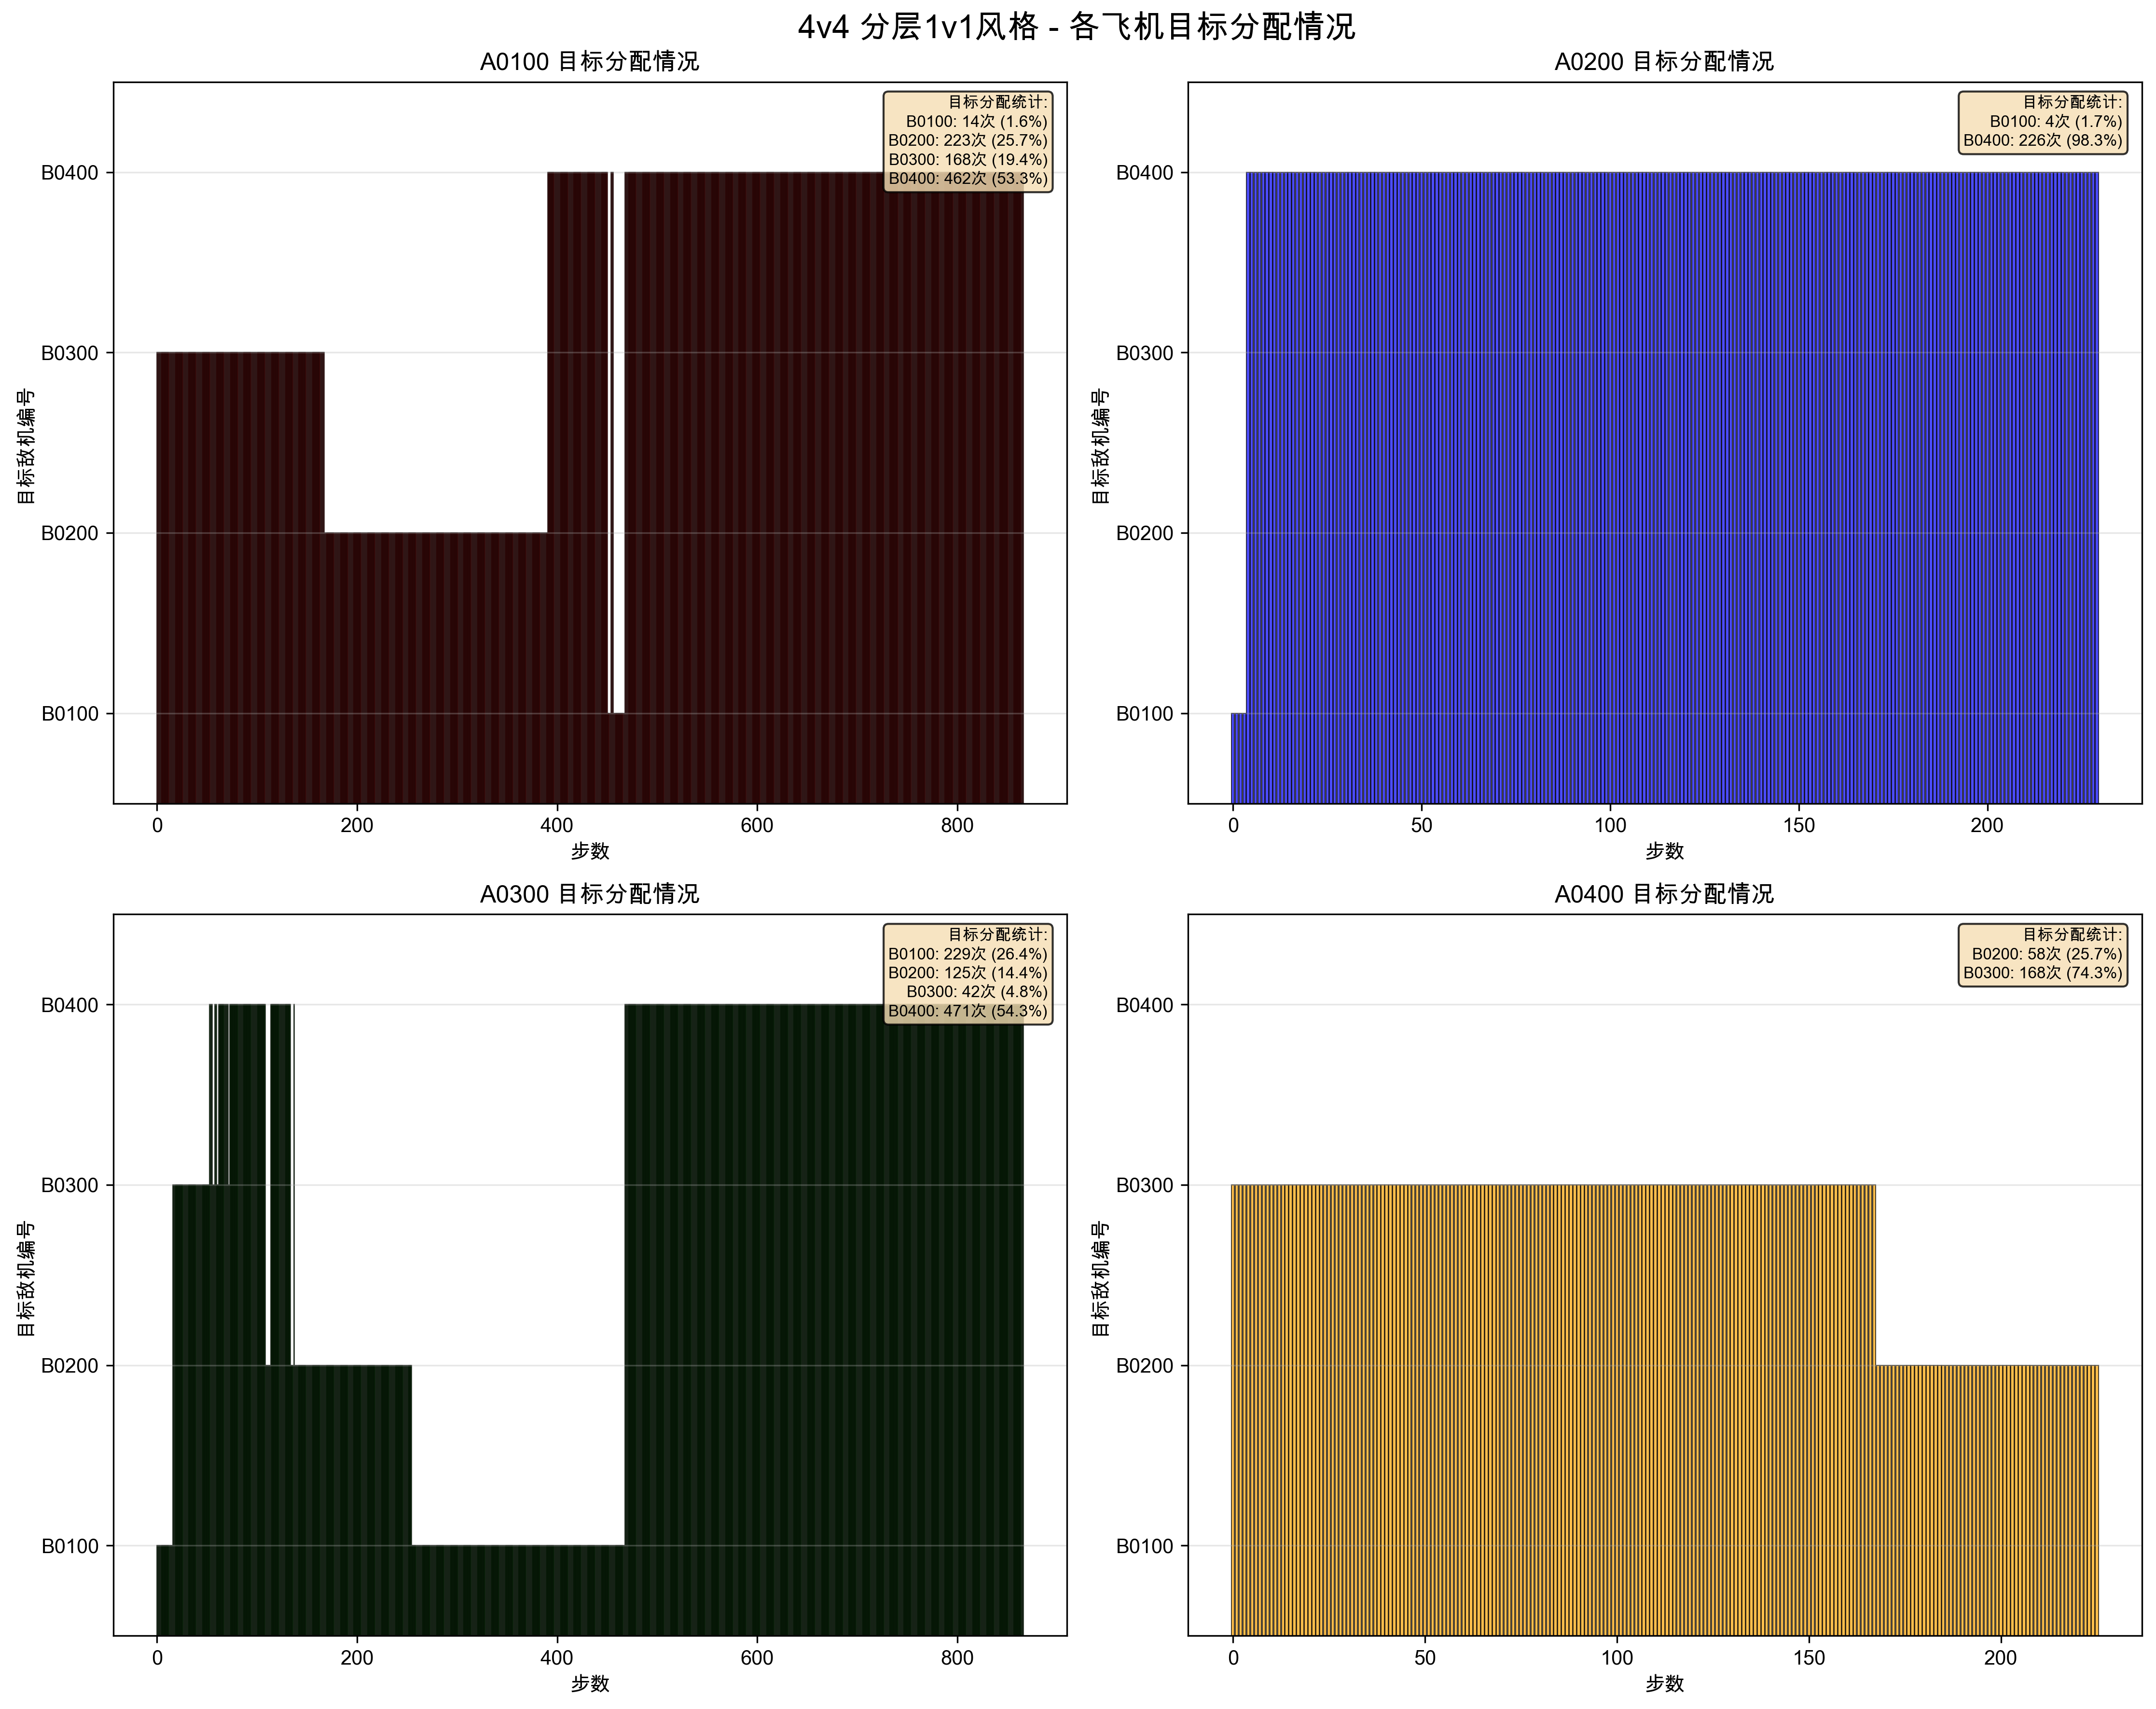 4v4 分层1v1风格 - 各飞机目标分配情况
A0100 目标分配情况
目标分配统计:
B0100: 14次 (1.6%)
B0200: 223次 (25.7%)
B0300: 168次 (19.4%)
B0400: 462次 (53.3%)
B0400
B0300
B0200
B0100
目标敌机编号
0
200
400
600
800
步数
A0200 目标分配情况
目标分配统计:
B0100: 4次 (1.7%)
B0400: 226次 (98.3%)
B0400
B0300
B0200
B0100
目标敌机编号
0
50
100
150
200
步数
A0300 目标分配情况
目标分配统计:
B0100: 229次 (26.4%)
B0200: 125次 (14.4%)
B0300: 42次 (4.8%)
B0400: 471次 (54.3%)
B0400
B0300
B0200
B0100
目标敌机编号
0
200
400
600
800
步数
A0400 目标分配情况
目标分配统计:
B0200: 58次 (25.7%)
B0300: 168次 (74.3%)
B0400
B0300
B0200
B0100
目标敌机编号
0
50
100
150
200
步数